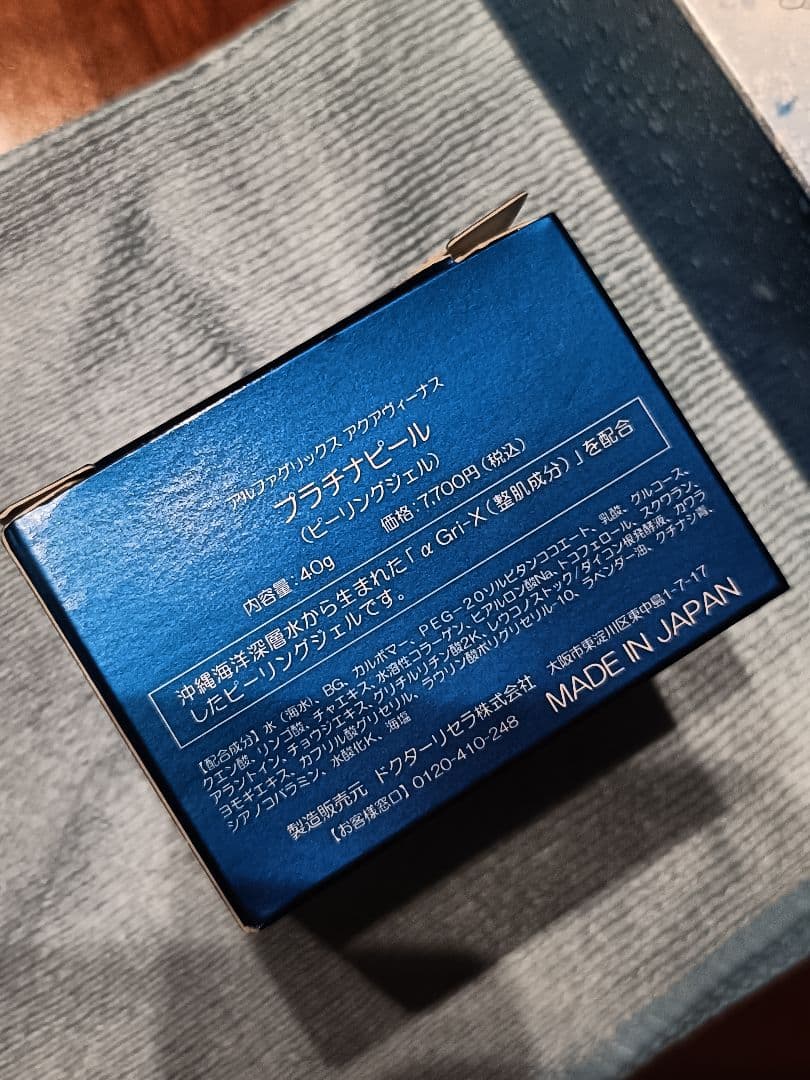 アルファグリックス アクアヴィーナス
プラチナピール
(ピーリングジェル)
内容量：40g　価格：7,700円(税込)
沖縄海洋深層水から生まれた「α Gri-X(整肌成分)」を配合
したピーリングジェルです。
【配合成分】水（海水）、BG、カルボマー、PEG-20ソルビタンココエート、乳酸、グルコース、
クエン酸、リンゴ酸、チャエキス、水溶性コラーゲン、ヒアルロン酸Na、トコフェロール、スクワラン、
アラントイン、チョウジエキス、グリチルリチン酸2K、レウコノストック/ダイコン根発酵液、カワラ
ヨモギエキス、カプリル酸グリセリル、ラウリン酸ポリグリセリル-10、ラベンダー油、クチナシ青、
シアノコバラミン、水酸化K、海塩
製造販売元 ドクターリセラ株式会社　大阪市東淀川区東中島1-7-17
【お客様窓口】0120-410-248　MADE IN JAPAN